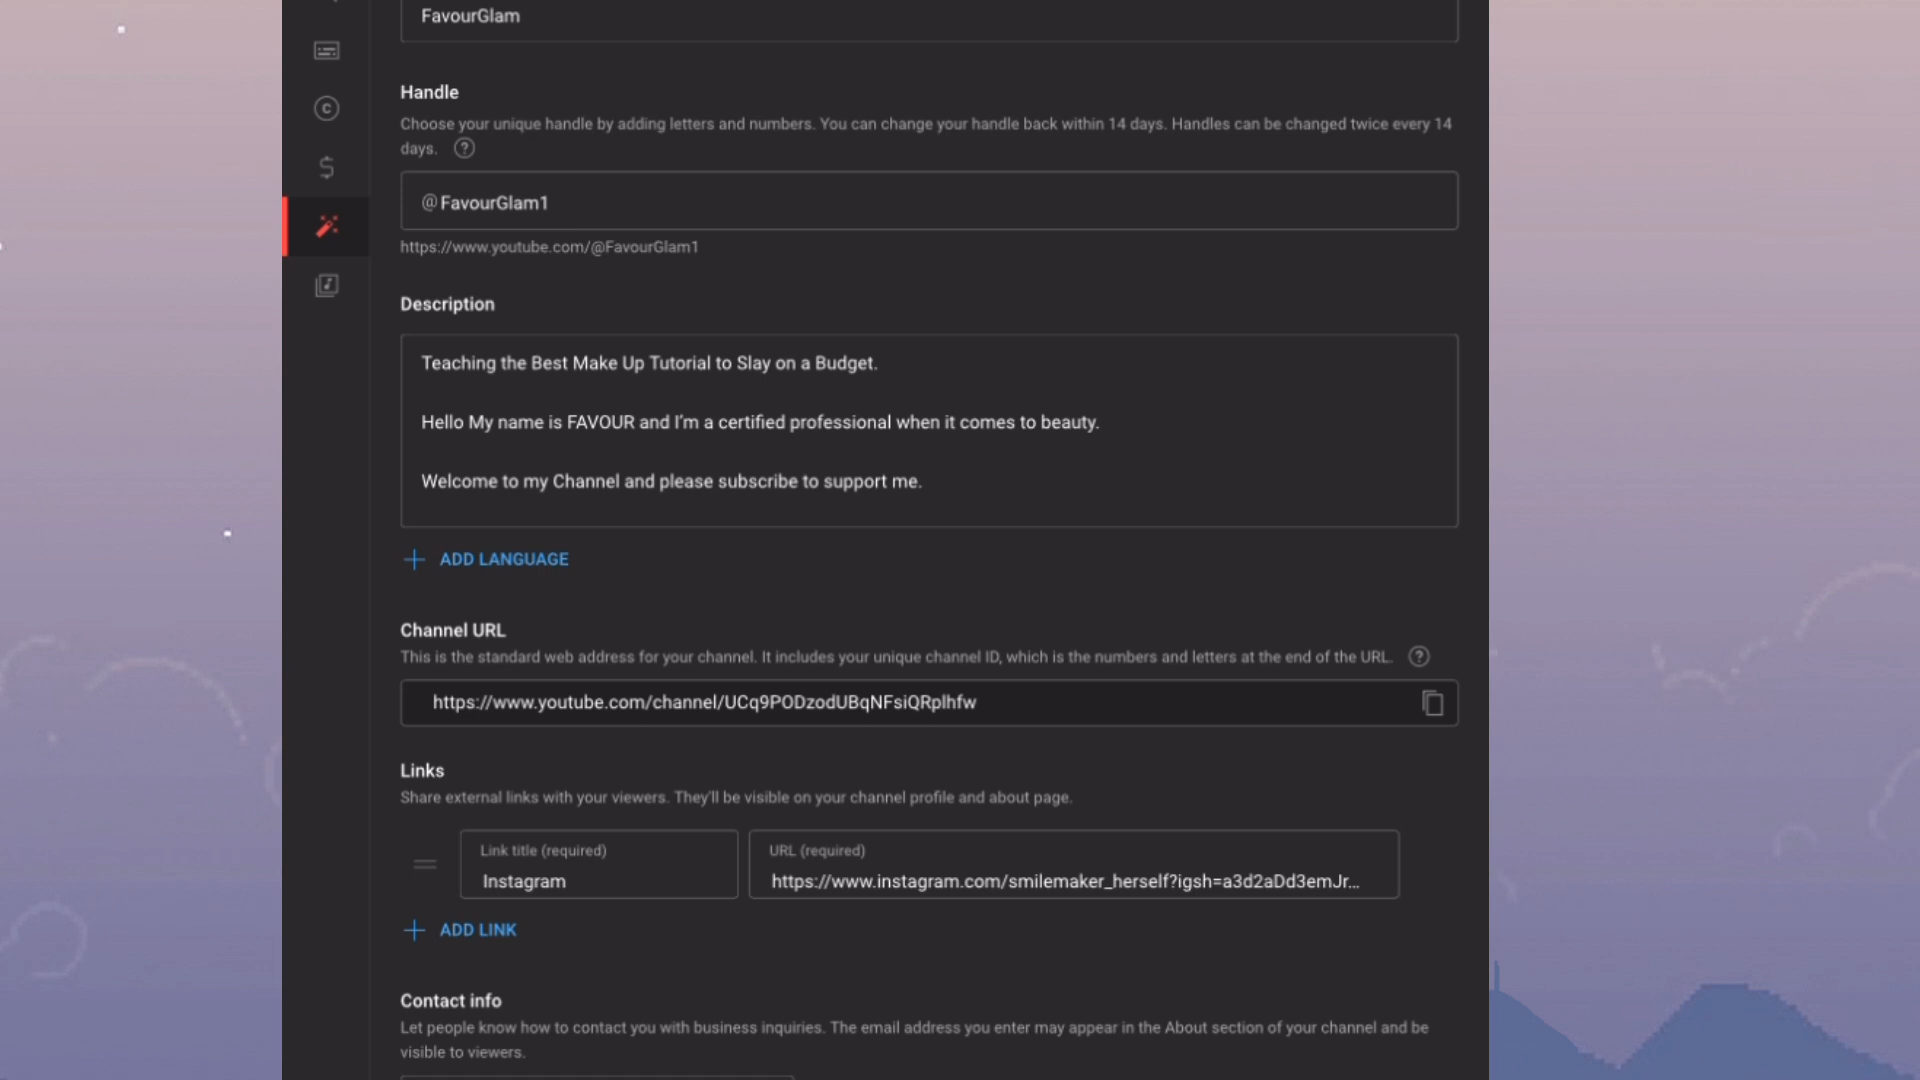 FavourGlam
Handle
Choose your unique handle by adding letters and numbers. You can change your handle back within 14 days. Handles can be changed twice every 14
days. ?
@FavourGlam1
https://www.youtube.com/@FavourGlam1
Description
Teaching the Best Make Up Tutorial to Slay on a Budget.
Hello My name is FAVOUR and I'm a certified professional when it comes to beauty.
Welcome to my Channel and please subscribe to support me.
+ ADD LANGUAGE
Channel URL
This is the standard web address for your channel. It includes your unique channel ID, which is the numbers and letters at the end of the URL. ?
https://www.youtube.com/channel/UCq9PODzodUBqNFsiQRplhfw
Links
Share external links with your viewers. They'll be visible on your channel profile and about page.
Link title (required)
Instagram
URL (required)
https://www.instagram.com/smilemaker_herself?igsh=a3d2aDd3emJr...
+ ADD LINK
Contact info
Let people know how to contact you with business inquiries. The email address you enter may appear in the About section of your channel and be
visible to viewers.